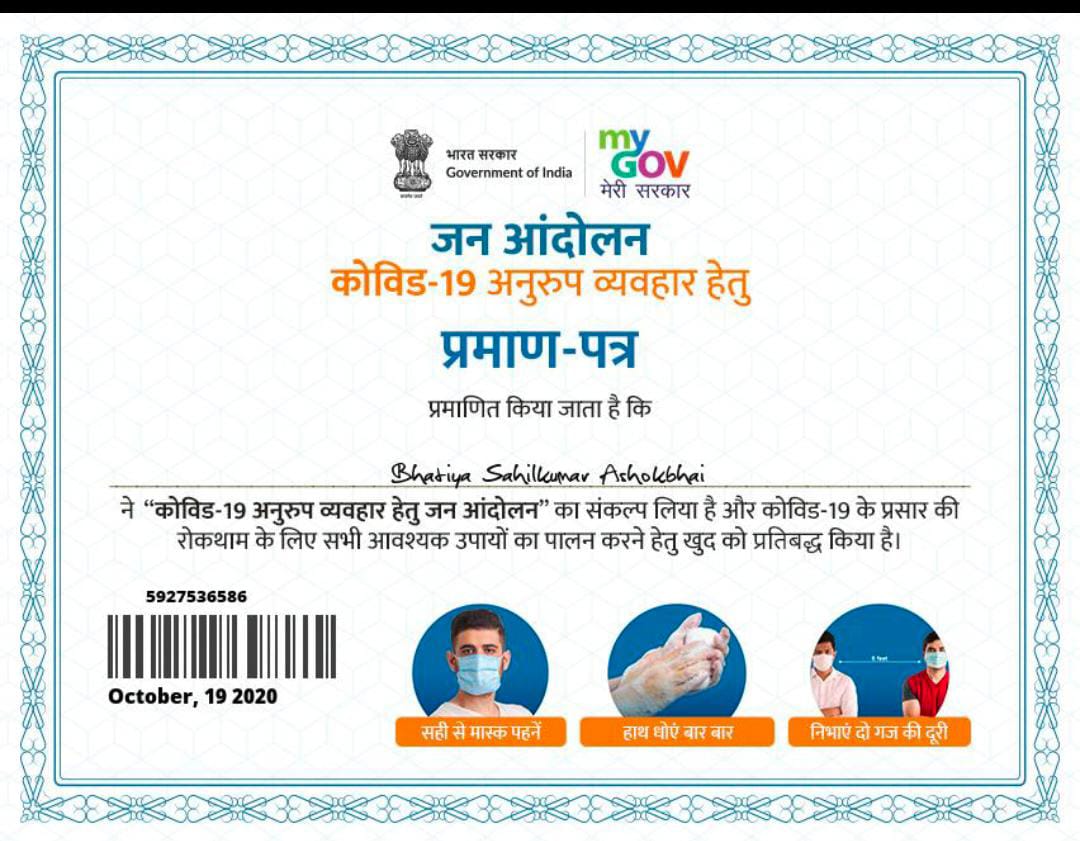 भारत सरकार
Government of India
my
GOV
मेरी सरकार
जन आंदोलन
कोविड-19 अनुरुप व्यवहार हेतु
प्रमाण-पत्र
प्रमाणित किया जाता है कि
Bhatiya Sahilkumar Ashokbhai
ने “कोविड-19 अनुरुप व्यवहार हेतु जन आंदोलन” का संकल्प लिया है और कोविड-19 के प्रसार की
रोकथाम के लिए सभी आवश्यक उपायों का पालन करने हेतु खुद को प्रतिबद्ध किया है।
5927536586
October, 19 2020
6 feet
सही से मास्क पहनें
हाथ धोएं बार बार
निभाएं दो गज की दूरी